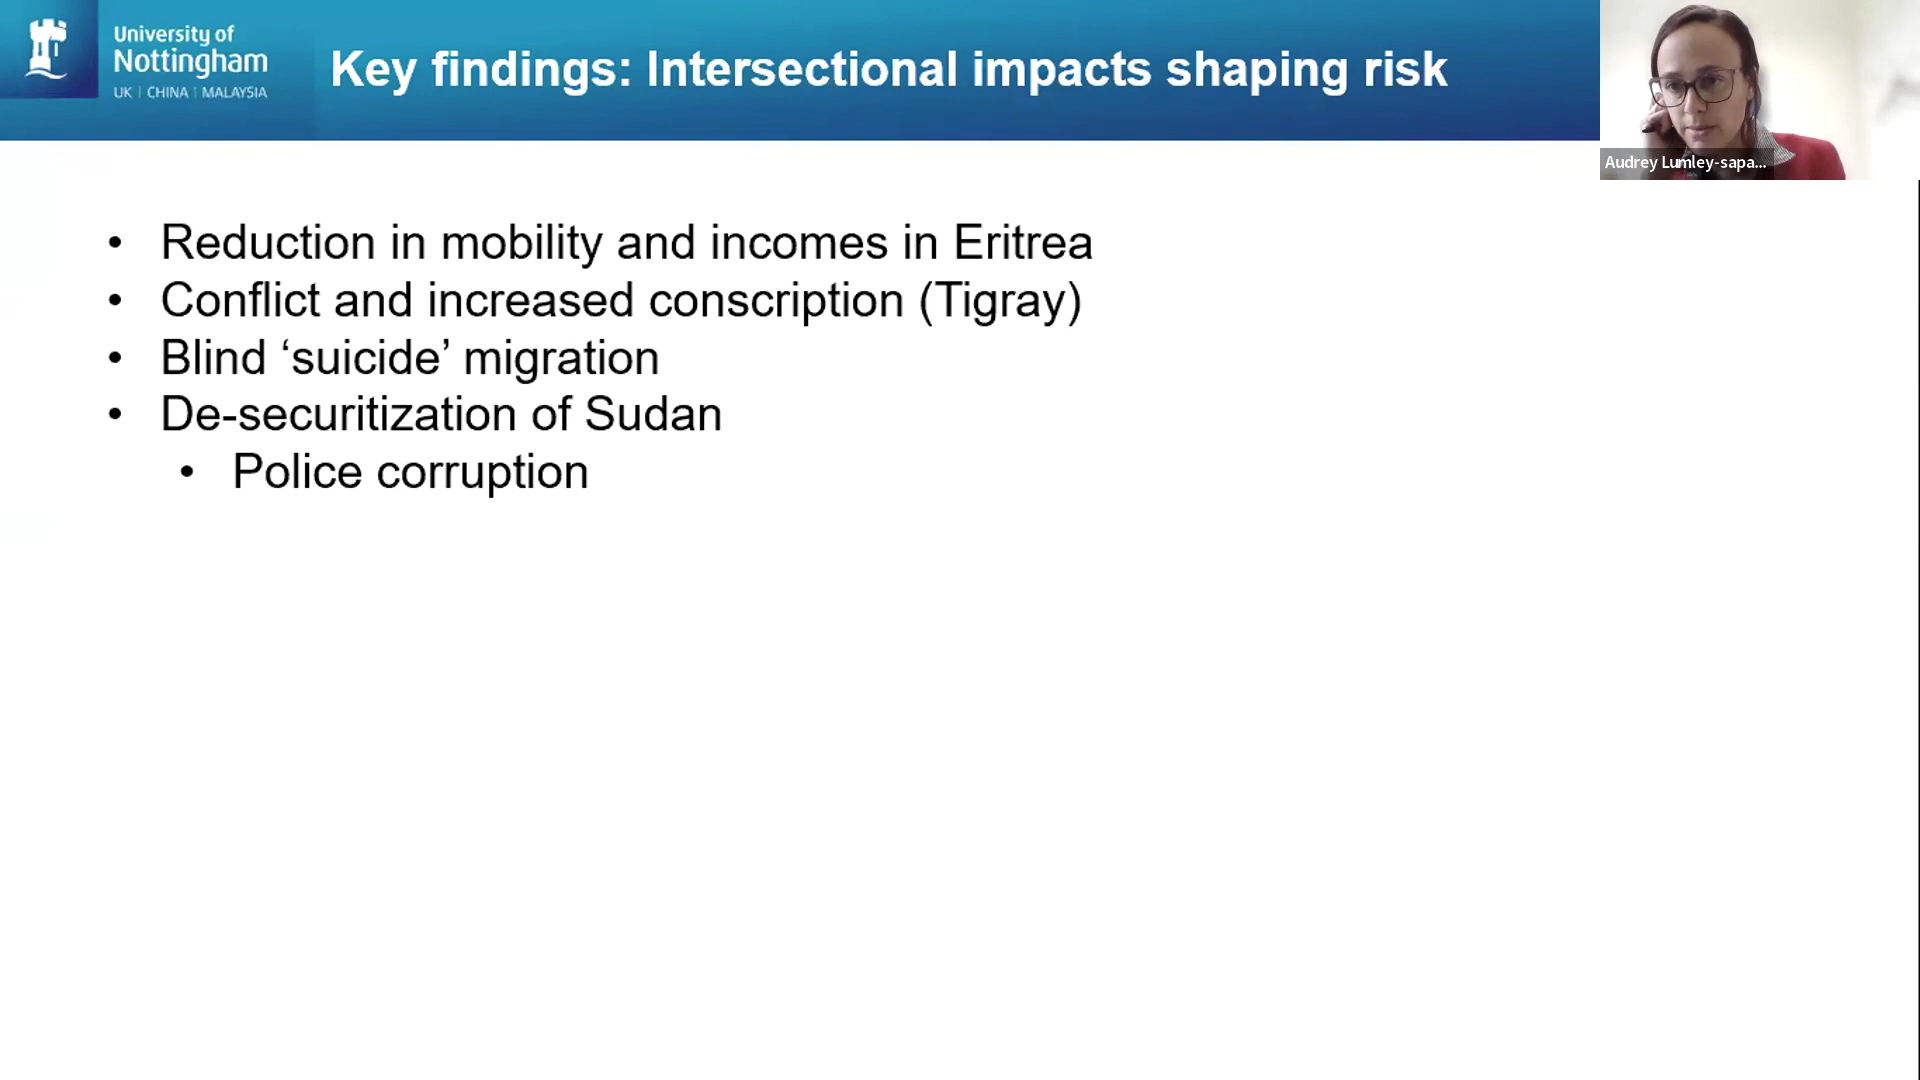 University of
Nottingham
UK | CHINA | MALAYSIA
Key findings: Intersectional impacts shaping risk
Audrey Lumley-sapa...
• Reduction in mobility and incomes in Eritrea
• Conflict and increased conscription (Tigray)
• Blind ‘suicide’ migration
• De-securitization of Sudan
• Police corruption